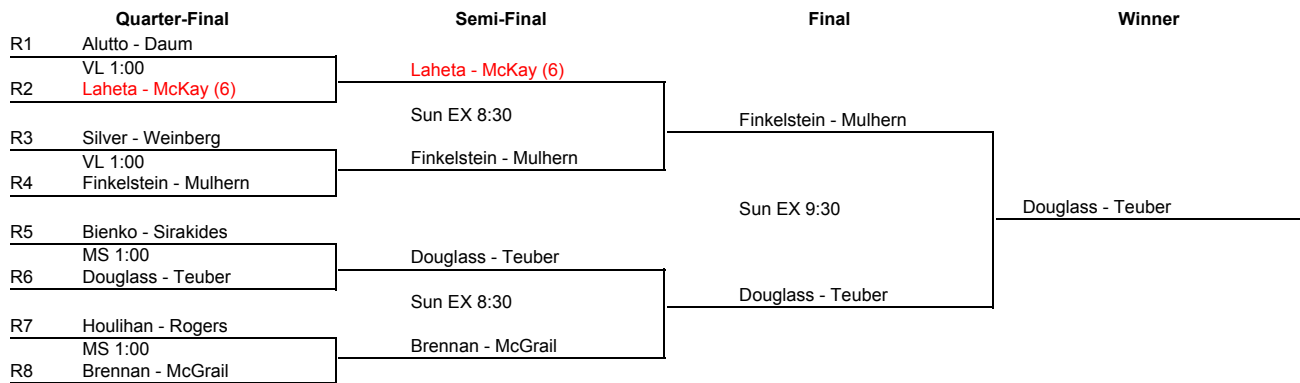 Quarter-Final Semi-Final Final Winner
R1 Alutto - Daum
VL 1:00 Laheta - McKay (6)
R2 Laheta - McKay (6)
Sun EX 8:30
Finkelstein - Mulhern
R3 Silver - Weinberg
VL 1:00 Finkelstein - Mulhern
R4 Finkelstein - Mulhern
Sun EX 9:30 Douglass - Teuber
R5 Bienko - Sirakides
MS 1:00 Douglass - Teuber
R6 Douglass - Teuber
Douglass - Teuber
Sun EX 8:30
R7 Houlihan - Rogers
MS 1:00 Brennan - McGrail
R8 Brennan - McGrail